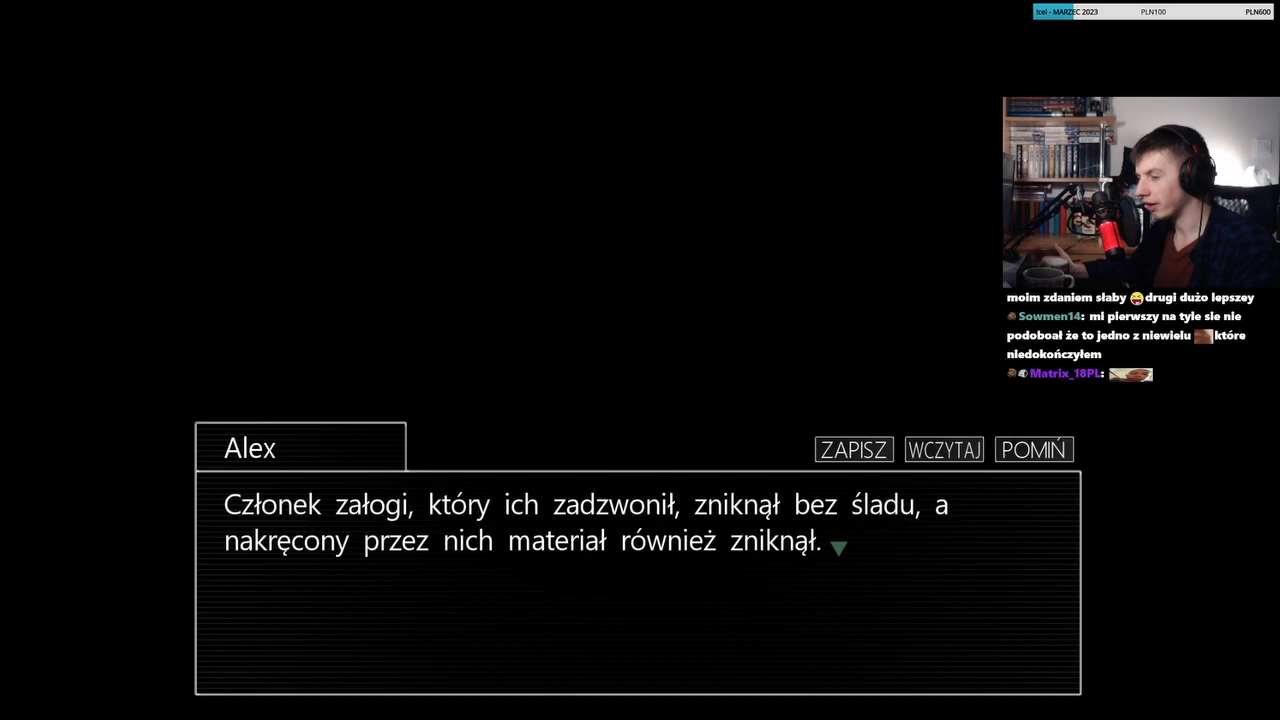 !cel - MARZEC 2023 PLN100 PLN600
moim zdaniem słaby drugi dużo lepszey
Sowmen14: mi pierwszy na tyle sie nie
podoboał że to jedno z niewielu które
niedokończyłem
Matrix_18PL:
Alex
ZAPISZ WCZYTAJ POMIŃ
Członek załogi, który ich zadzwonił, zniknął bez śladu, a
nakręcony przez nich materiał również zniknął.